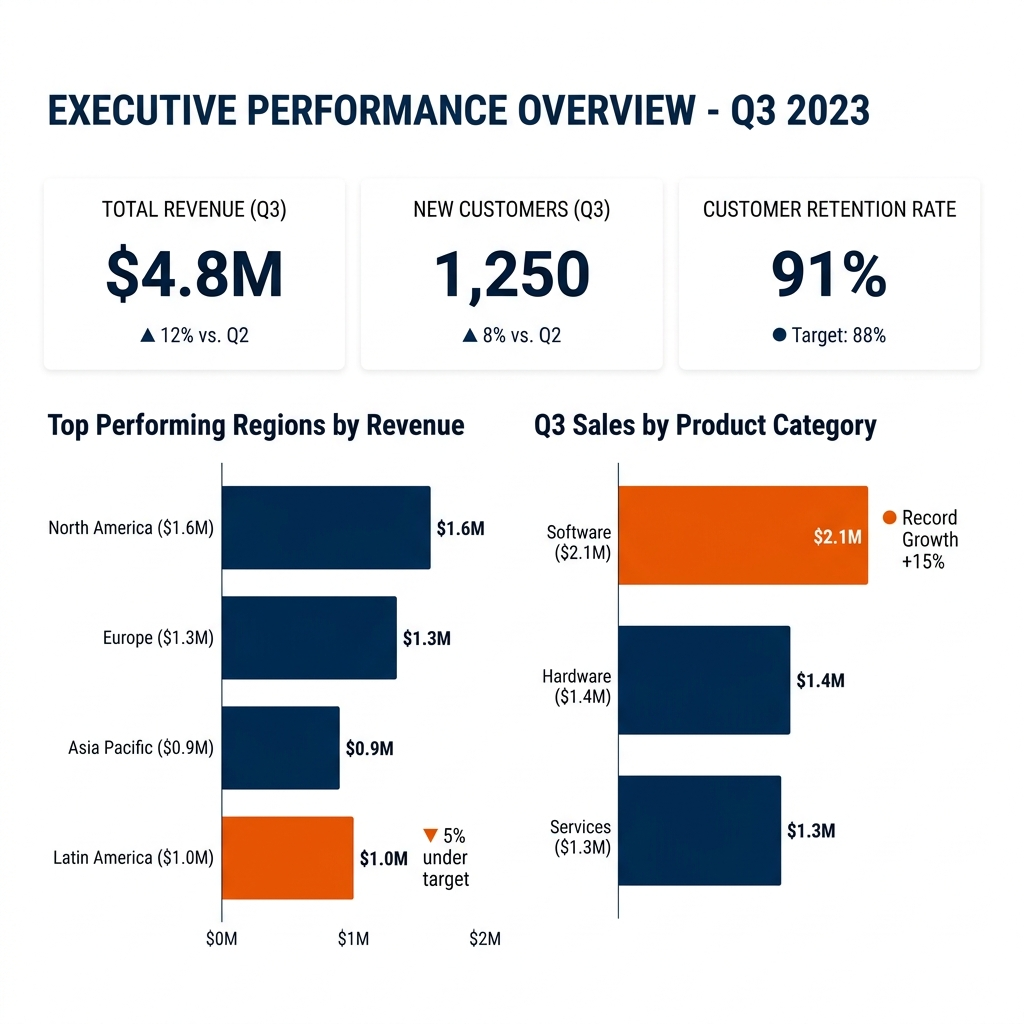 EXECUTIVE PERFORMANCE OVERVIEW - Q3 2023
TOTAL REVENUE (Q3)
$4.8M
▲ 12% vs. Q2
NEW CUSTOMERS (Q3)
1,250
▲ 8% vs. Q2
CUSTOMER RETENTION RATE
91%
● Target: 88%
Top Performing Regions by Revenue
North America ($1.6M)
$1.6M
Europe ($1.3M)
$1.3M
Asia Pacific ($0.9M)
$0.9M
Latin America ($1.0M)
$1.0M
▼ 5%
under
target
$0M
$1M
$2M
Q3 Sales by Product Category
Software
($2.1M)
$2.1M
● Record
Growth
+15%
Hardware
($1.4M)
$1.4M
Services
($1.3M)
$1.3M